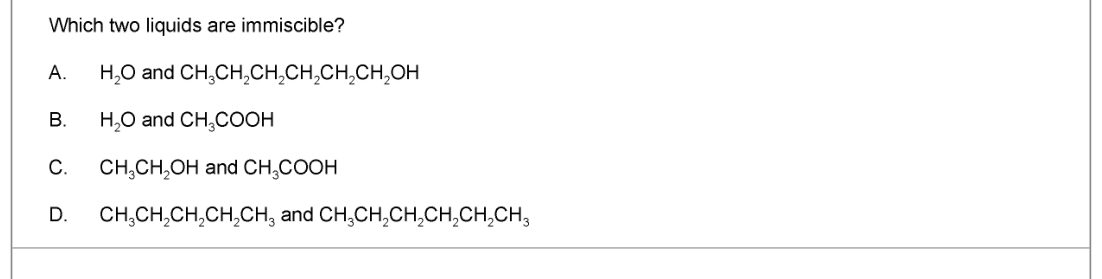 Which two liquids are immiscible?
A. H₂O and CH₃CH₂CH₂CH₂CH₂CH₂OH
B. H₂O and CH₃COOH
C. CH₃CH₂OH and CH₃COOH
D. CH₃CH₂CH₂CH₂CH₃ and CH₃CH₂CH₂CH₂CH₂CH₃